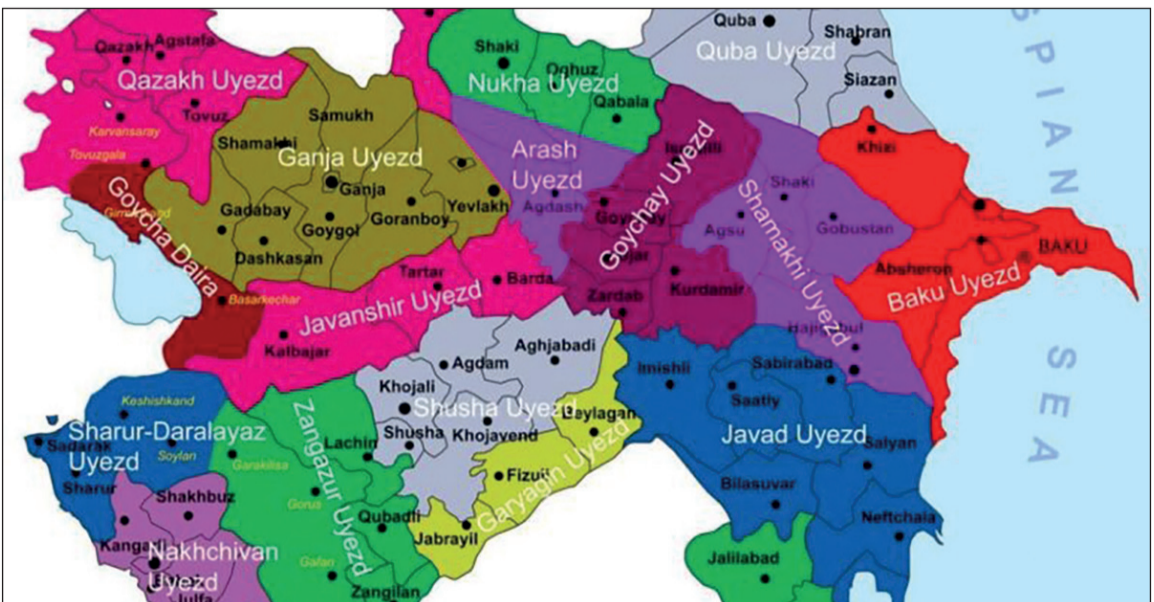 Quba
Shabran
Quba Uyezd
Siazan
Qazakh
Agstafa
Qazakh Uyezd
Tovuz
Karvansaray
Tovuzgala
Shaki
Oghuz
Nukha Uyezd
Qabala
Samukh
Shamakhi
Ganja Uyezd
Ganja
Gadabay
Goygol
Goranboy
Yevlakh
Dashkasan
Arash
Uyezd
Agdash
Goychay Uyezd
Zardab
Kurdamir
Shamakhi Uyezd
Shaki
Agsu
Gobustan
Khizi
BAKU
Absheron
Baku Uyezd
SPIAN SEA
Goycha Daira
Basarkechar
Tartar
Barda
Javanshir Uyezd
Kalbajar
Agdam
Aghjabadi
Khojali
Shusha Uyezd
Shusha
Khojavend
Beylagan
Fizuli
Garyagin Uyezd
Jabrayil
Imishli
Sabirabad
Saatly
Javad Uyezd
Salyan
Bilasuvar
Neftchala
Jalilabad
Keshishkand
Sharur-Daralayaz
Uyezd
Sadarak
Soylan
Sharur
Shakhbuz
Nakhchivan
Uyezd
Julfa
Zangazur Uyezd
Lachin
Garakilisa
Gorus
Qubadli
Gafan
Zangilan